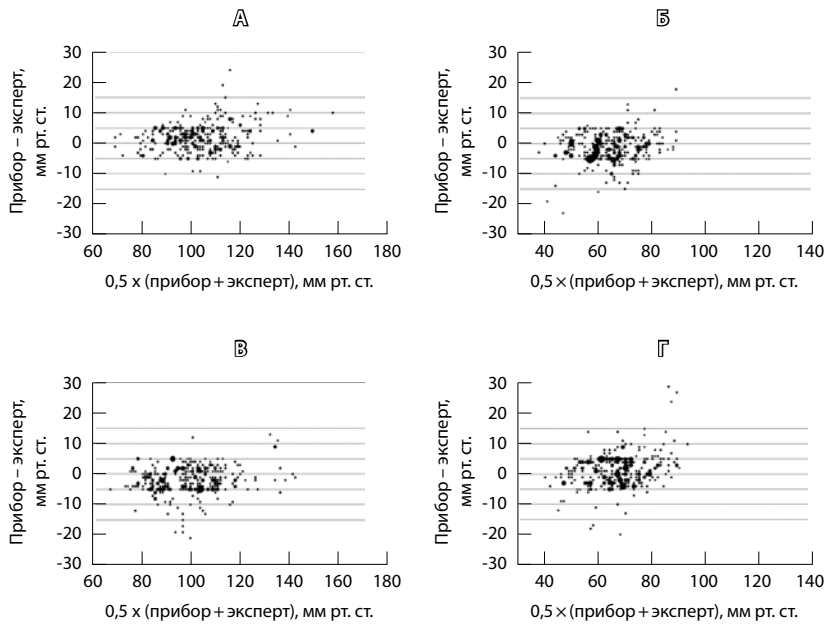 А
Прибор – эксперт,
мм рт. ст.
30
20
10
0
-10
-20
-30
60 80 100 120 140 160 180
0,5 x (прибор + эксперт), мм рт. ст.
Б
Прибор – эксперт,
мм рт. ст.
30
20
10
0
-10
-20
-30
40 60 80 100 120 140
0,5 × (прибор + эксперт), мм рт. ст.
В
Прибор – эксперт,
мм рт. ст.
30
20
10
0
-10
-20
-30
60 80 100 120 140 160 180
0,5 x (прибор + эксперт), мм рт. ст.
Г
Прибор – эксперт,
мм рт. ст.
30
20
10
0
-10
-20
-30
40 60 80 100 120 140
0,5 × (прибор + эксперт), мм рт. ст.